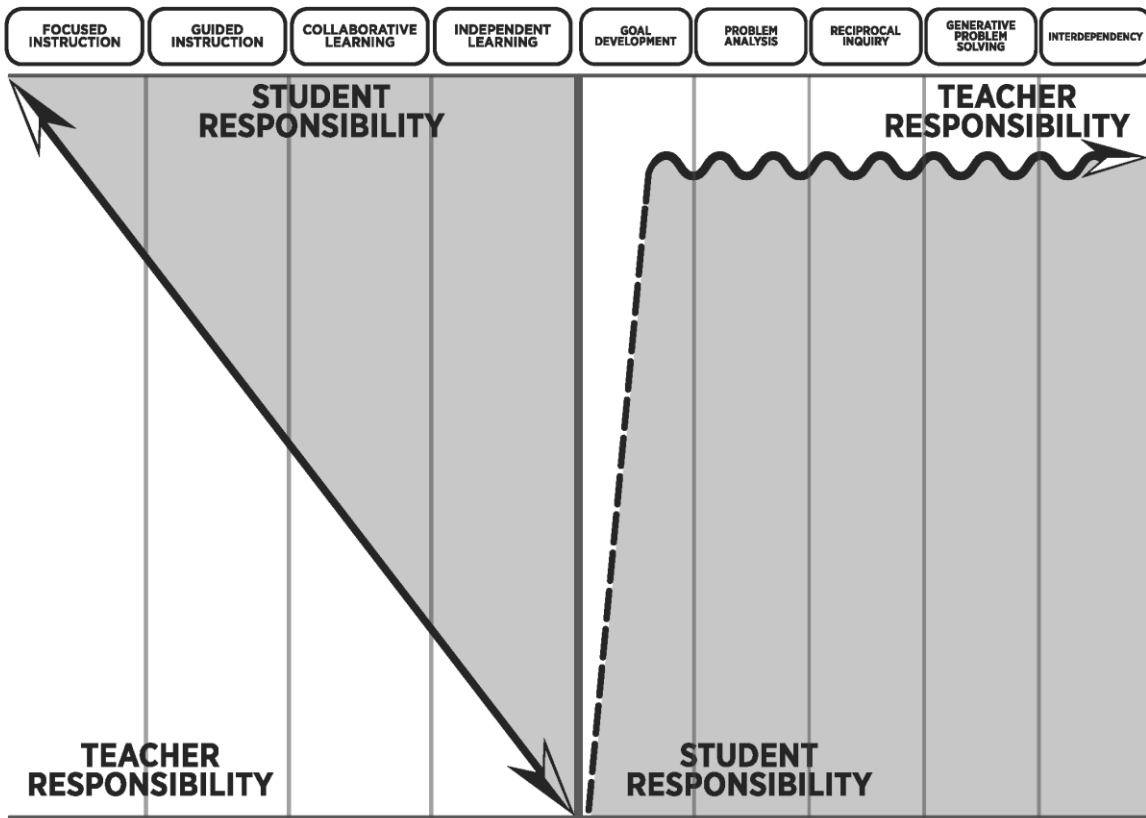 FOCUSED
INSTRUCTION
GUIDED
INSTRUCTION
COLLABORATIVE
LEARNING
INDEPENDENT
LEARNING
GOAL
DEVELOPMENT
PROBLEM
ANALYSIS
RECIPROCAL
INQUIRY
GENERATIVE
PROBLEM
SOLVING
INTERDEPENDENCY
STUDENT
RESPONSIBILITY
TEACHER
RESPONSIBILITY
TEACHER
RESPONSIBILITY
STUDENT
RESPONSIBILITY